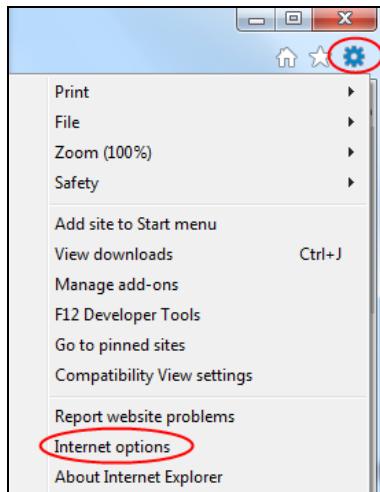 Print
File
Zoom (100%)
Safety
Add site to Start menu
View downloads Ctrl+J
Manage add-ons
F12 Developer Tools
Go to pinned sites
Compatibility View settings
Report website problems
Internet options
About Internet Explorer